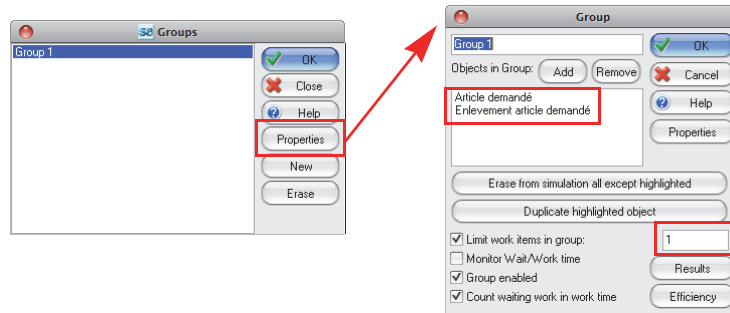 S8 Groups
Group 1
OK
Close
Help
Properties
New
Erase
Group
Group 1
OK
Objects in Group:
Add
Remove
Cancel
Article demandé
Enlevement article demandé
Help
Properties
Erase from simulation all except highlighted
Duplicate highlighted object
Limit work items in group:
1
Monitor Wait/Work time
Results
Group enabled
Count waiting work in work time
Efficiency